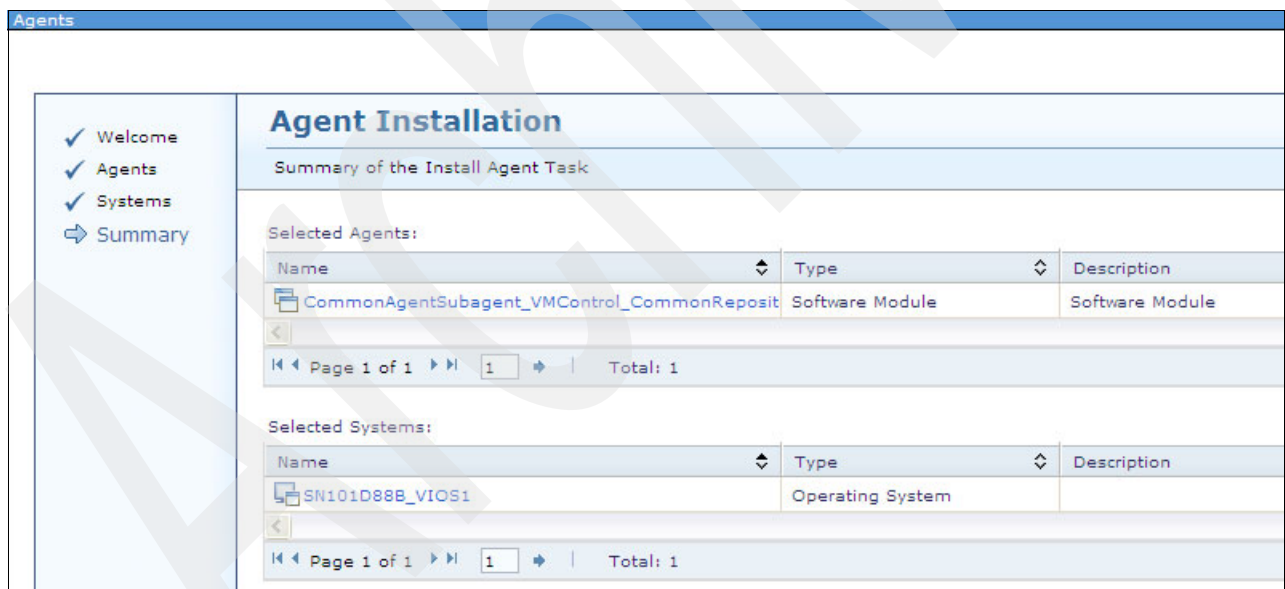 Agents
Welcome
Agents
Systems
Summary
Agent Installation
Summary of the Install Agent Task
Selected Agents:
Name Type Description
CommonAgentSubagent_VMControl_CommonReposit Software Module Software Module
Page 1 of 1 1 Total: 1
Selected Systems:
Name Type Description
SN101D88B_VIOS1 Operating System
Page 1 of 1 1 Total: 1